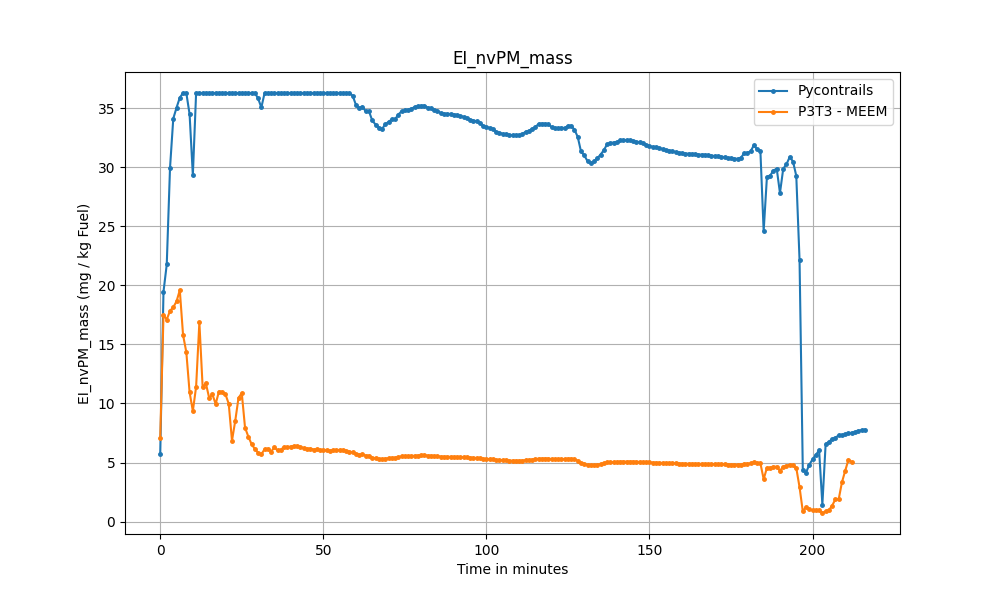 EI_nvPM_mass
Pycontrails
P3T3 - MEEM
EI_nvPM_mass (mg / kg Fuel)
35
30
25
20
15
10
5
0
0 50 100 150 200
Time in minutes